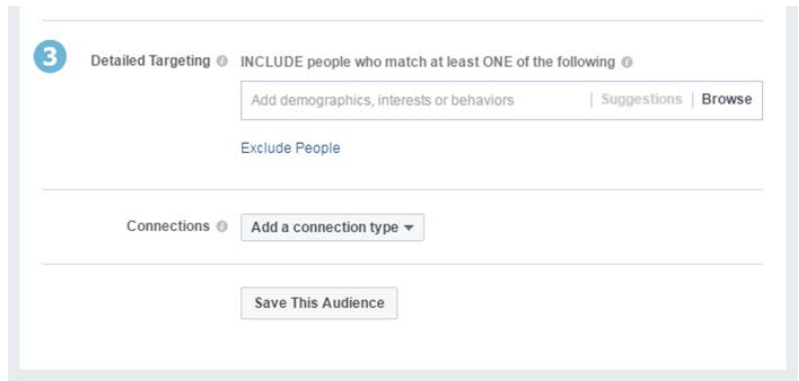 3
Detailed Targeting INCLUDE people who match at least ONE of the following
Add demographics, interests or behaviors | Suggestions | Browse
Exclude People
Connections Add a connection type
Save This Audience